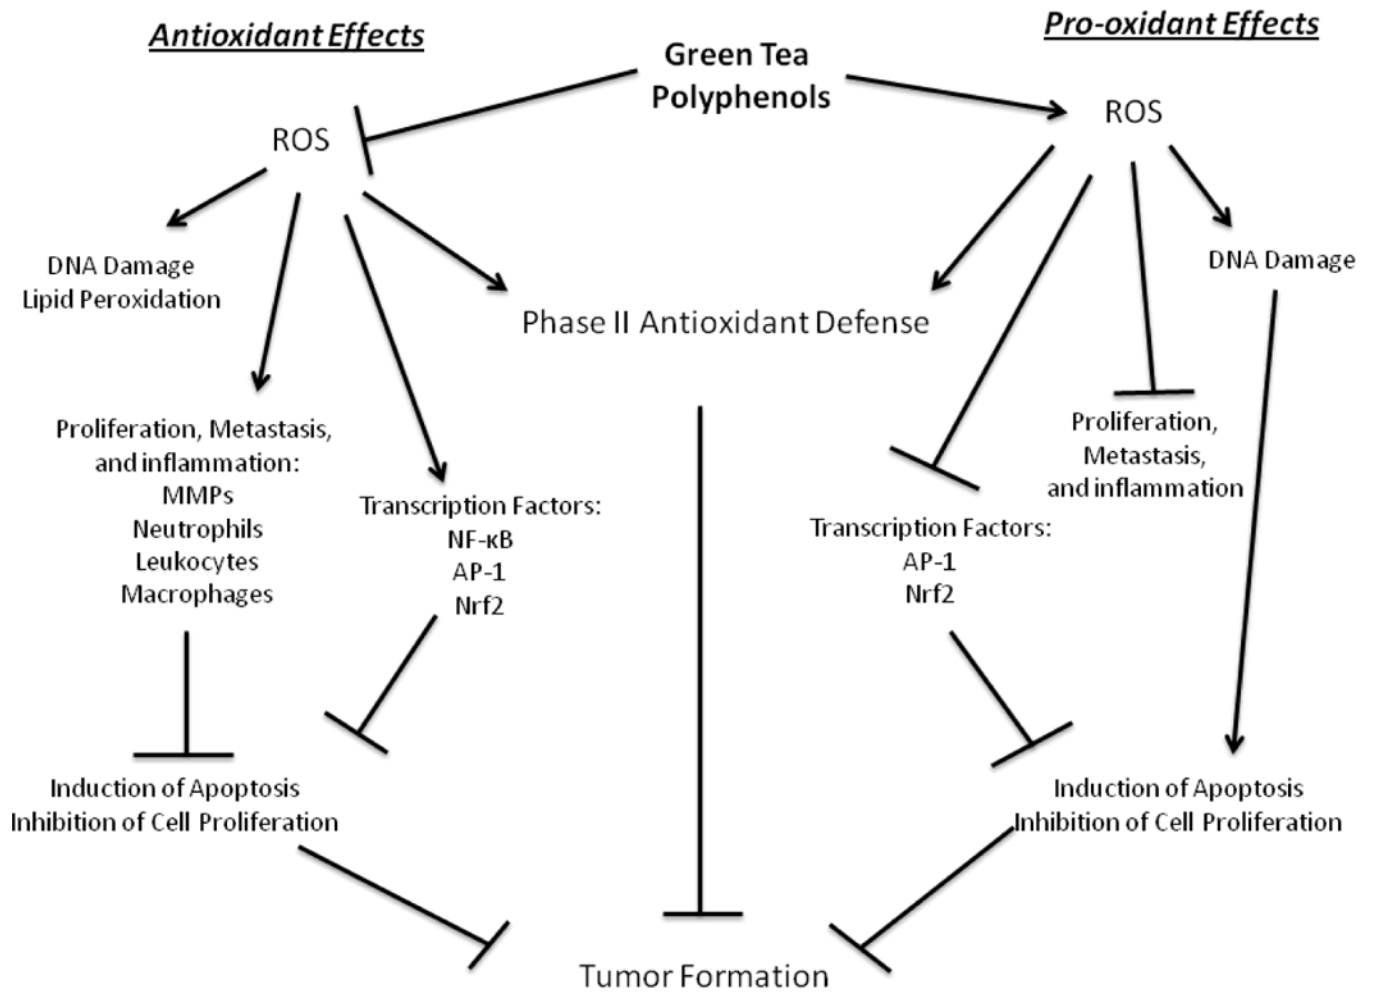 Antioxidant Effects
Green Tea
Polyphenols
Pro-oxidant Effects
ROS
DNA Damage
Lipid Peroxidation
Proliferation, Metastasis,
and inflammation:
MMPs
Neutrophils
Leukocytes
Macrophages
Transcription Factors:
NF-κB
AP-1
Nrf2
Induction of Apoptosis
Inhibition of Cell Proliferation
Phase II Antioxidant Defense
ROS
DNA Damage
Proliferation,
Metastasis,
and inflammation
Transcription Factors:
AP-1
Nrf2
Induction of Apoptosis
Inhibition of Cell Proliferation
Tumor Formation